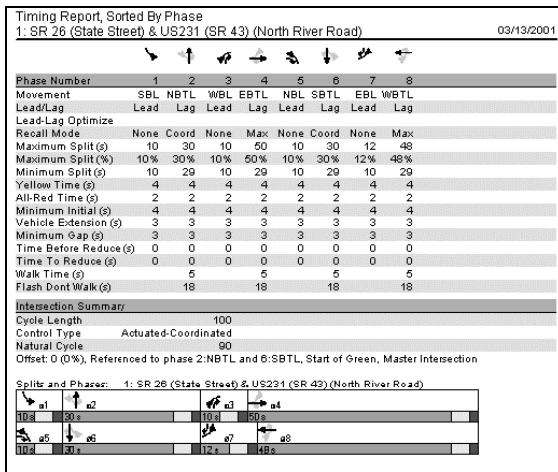 Timing Report, Sorted By Phase
1: SR 26 (State Street) & US231 (SR 43) (North River Road) 03/13/2001
Phase Number 1 2 3 4 5 6 7 8
Movement SBL NBTL WBL EBTL NBL SBTL EBL WBTL
Lead/Lag Lead Lag Lead Lag Lead Lag Lead Lag
Lead-Lag Optimize
Recall Mode None Coord None Max None Coord None Max
Maximum Split (s) 10 30 10 50 10 30 12 48
Maximum Split (%) 10% 30% 10% 50% 10% 30% 12% 48%
Minimum Split (s) 10 29 10 29 10 29 10 29
Yellow Time (s) 4 4 4 4 4 4 4 4
All-Red Time (s) 2 2 2 2 2 2 2 2
Minimum Initial (s) 4 4 4 4 4 4 4 4
Vehicle Extension (s) 3 3 3 3 3 3 3 3
Minimum Gap (s) 3 3 3 3 3 3 3 3
Time Before Reduce (s) 0 0 0 0 0 0 0 0
Time To Reduce (s) 0 0 0 0 0 0 0 0
Walk Time (s) 5 5 5 5
Flash Dont Walk (s) 18 18 18 18
Intersection Summary
Cycle Length 100
Control Type Actuated-Coordinated
Natural Cycle 90
Offset: 0 (0%), Referenced to phase 2:NBTL and 6:SBTL, Start of Green, Master Intersection
Splits and Phases: 1: SR 26 (State Street) & US231 (SR 43) (North River Road)
ø1 ø2 ø3 ø4
10 s 30 s 10 s 50 s
ø5 ø6 ø7 ø8
10 s 30 s 12 s 48 s